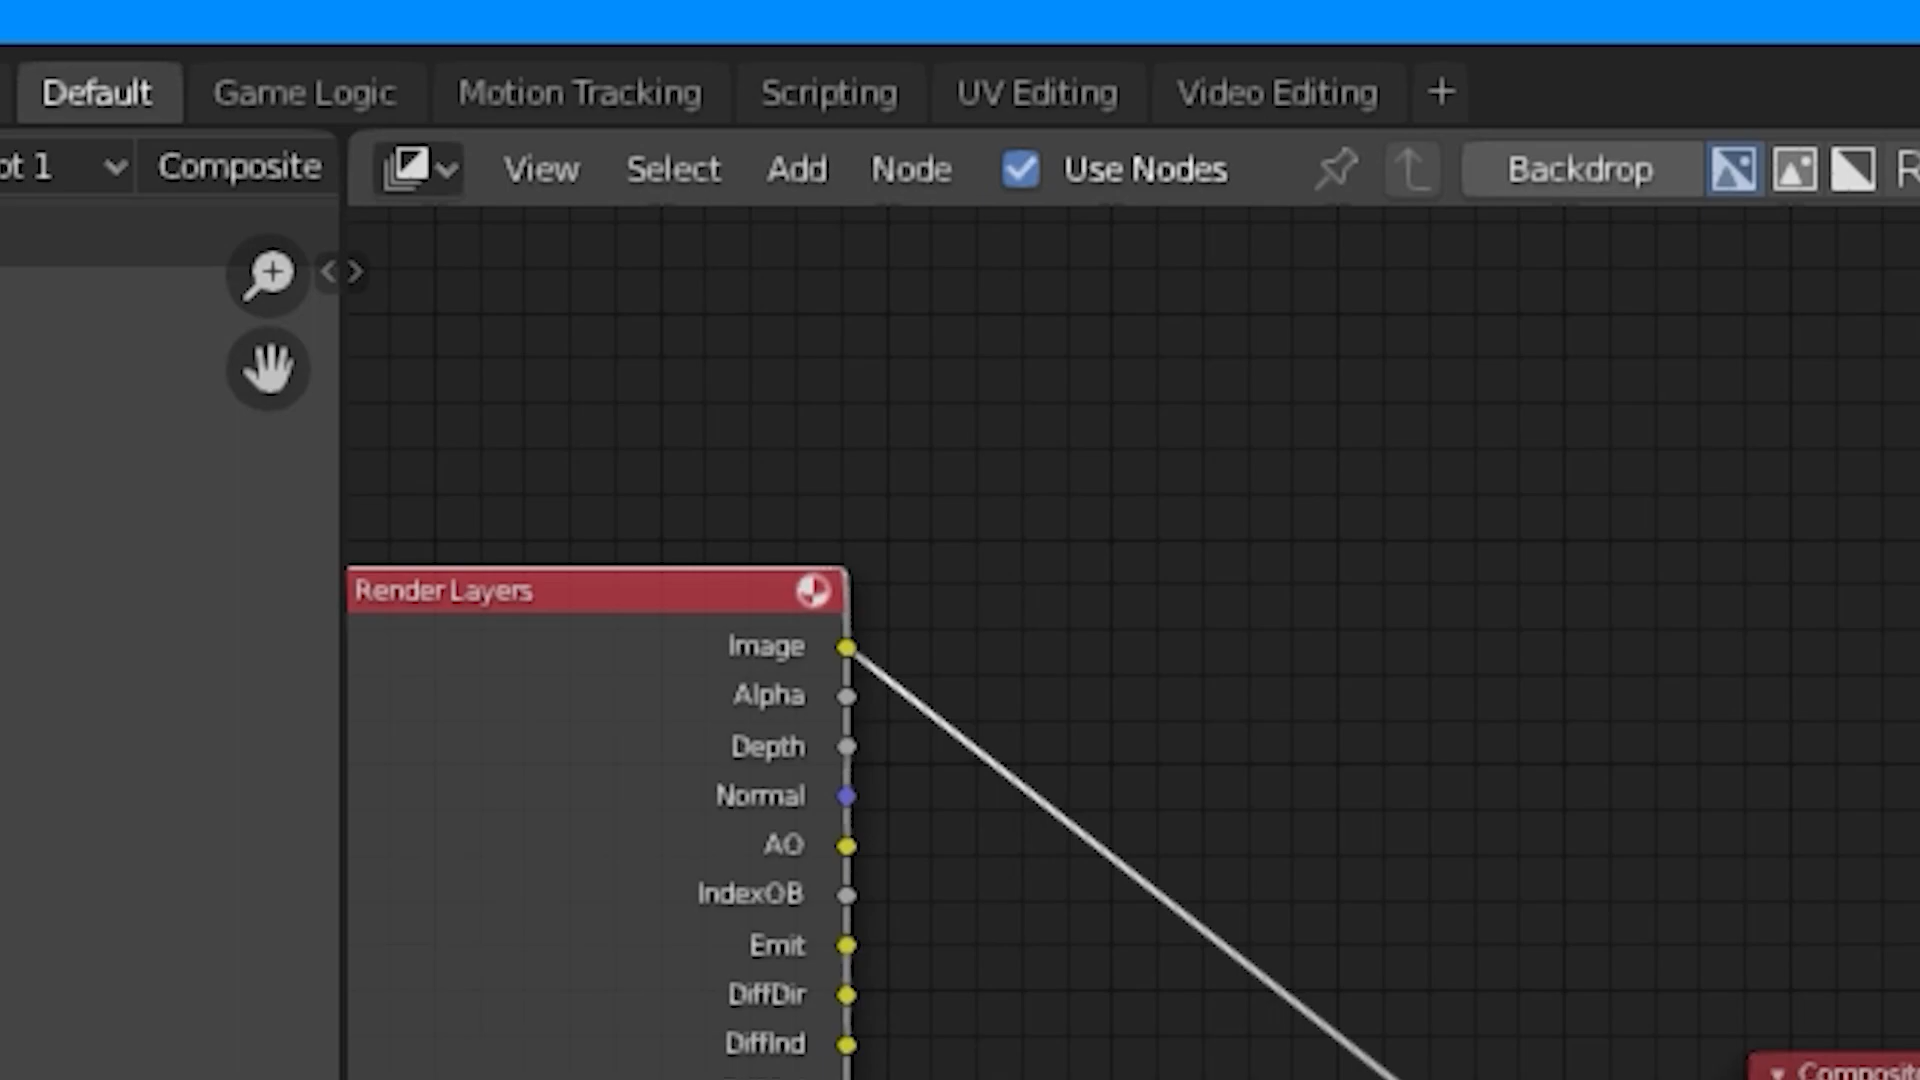 Default Game Logic Motion Tracking Scripting UV Editing Video Editing +
1 Composite View Select Add Node Use Nodes Backdrop
Render Layers
Image
Alpha
Depth
Normal
AO
IndexOB
Emit
DiffDir
DiffInd